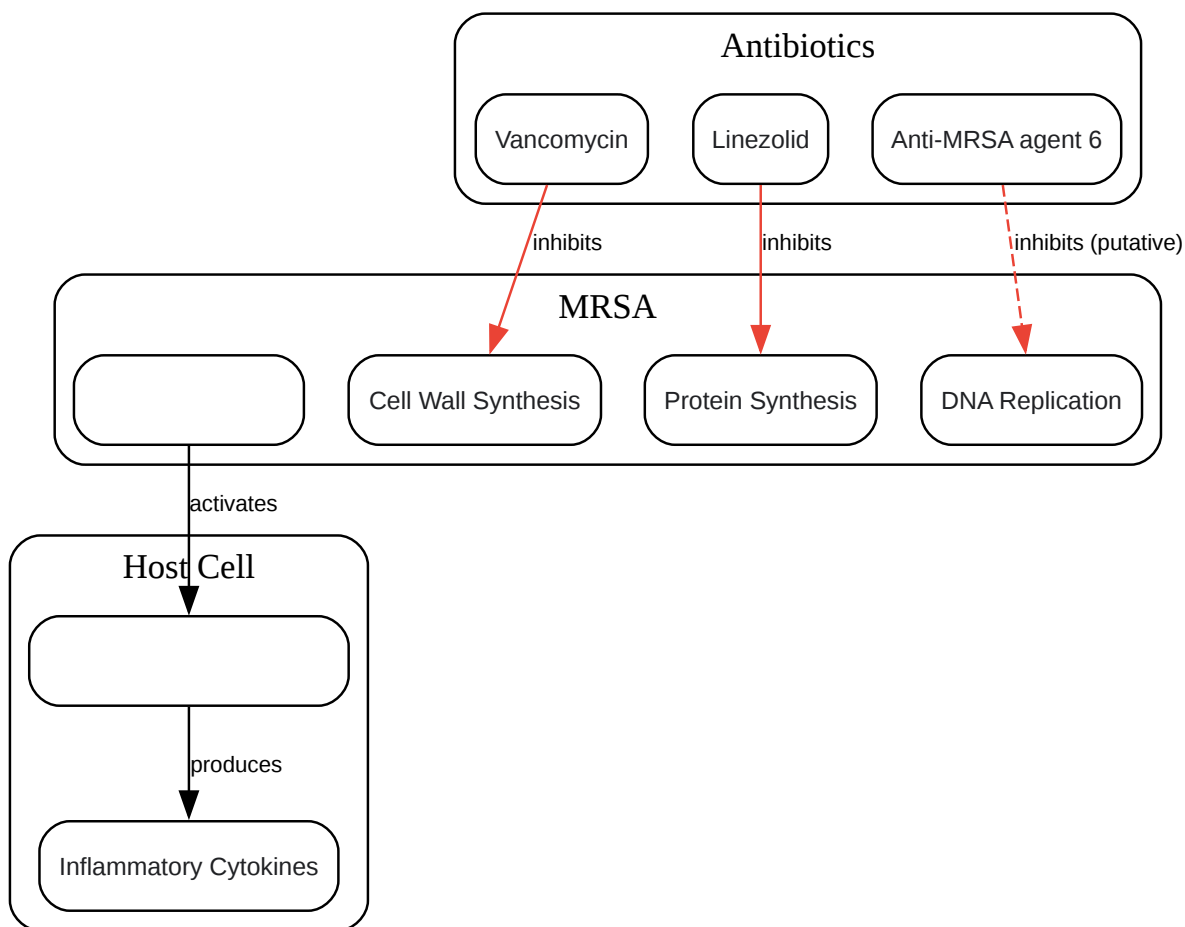 Antibiotics
Vancomycin
Linezolid
Anti-MRSA agent 6
inhibits
inhibits
inhibits (putative)
MRSA
Cell Wall Synthesis
Protein Synthesis
DNA Replication
activates
Host Cell
produces
Inflammatory Cytokines